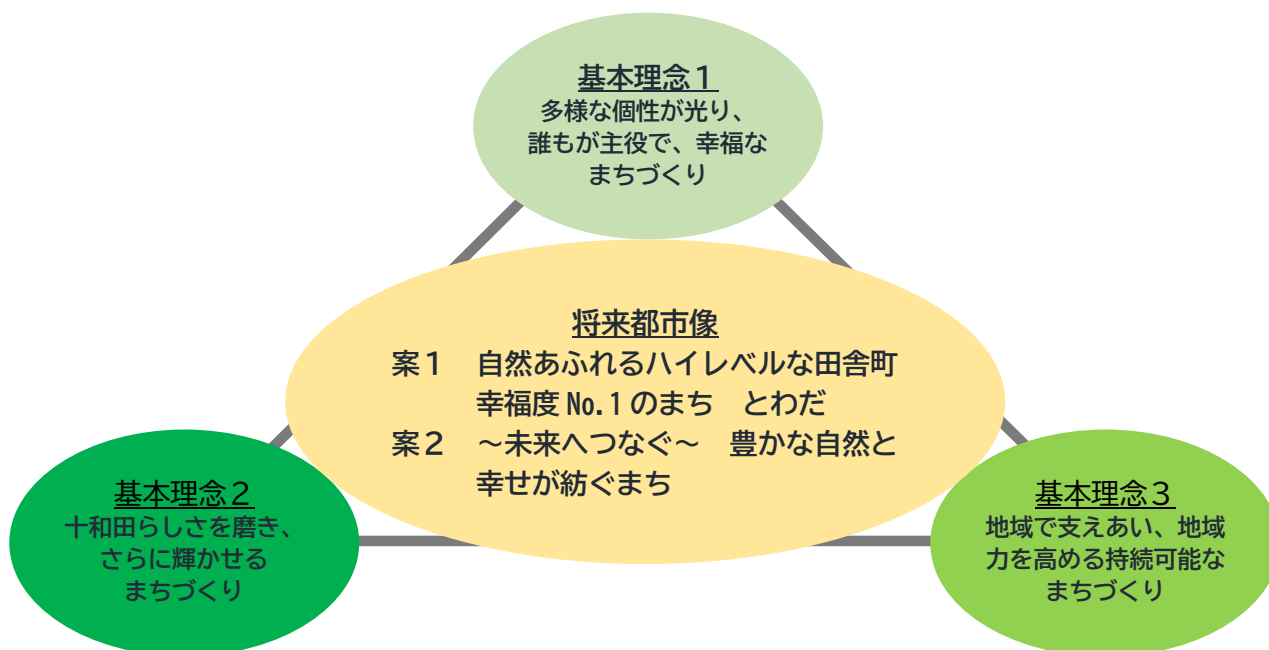 基本理念１
多様な個性が光り、
誰もが主役で、幸福な
まちづくり
将来都市像
案１　自然あふれるハイレベルな田舎町
幸福度 No.１のまち　とわだ
案２　～未来へつなぐ～　豊かな自然と
幸せが紡ぐまち
基本理念２
十和田らしさを磨き、
さらに輝かせる
まちづくり
基本理念３
地域で支えあい、地域
力を高める持続可能な
まちづくり